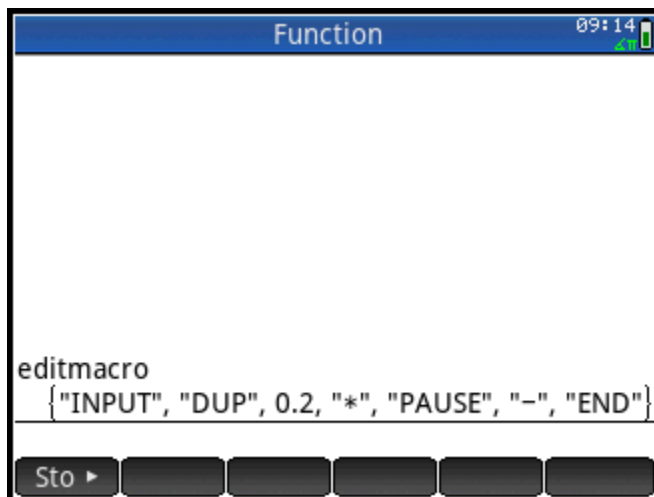 Function
09:14
∡π
editmacro
{"INPUT", "DUP", 0.2, "*", "PAUSE", "−", "END"}
Sto ►